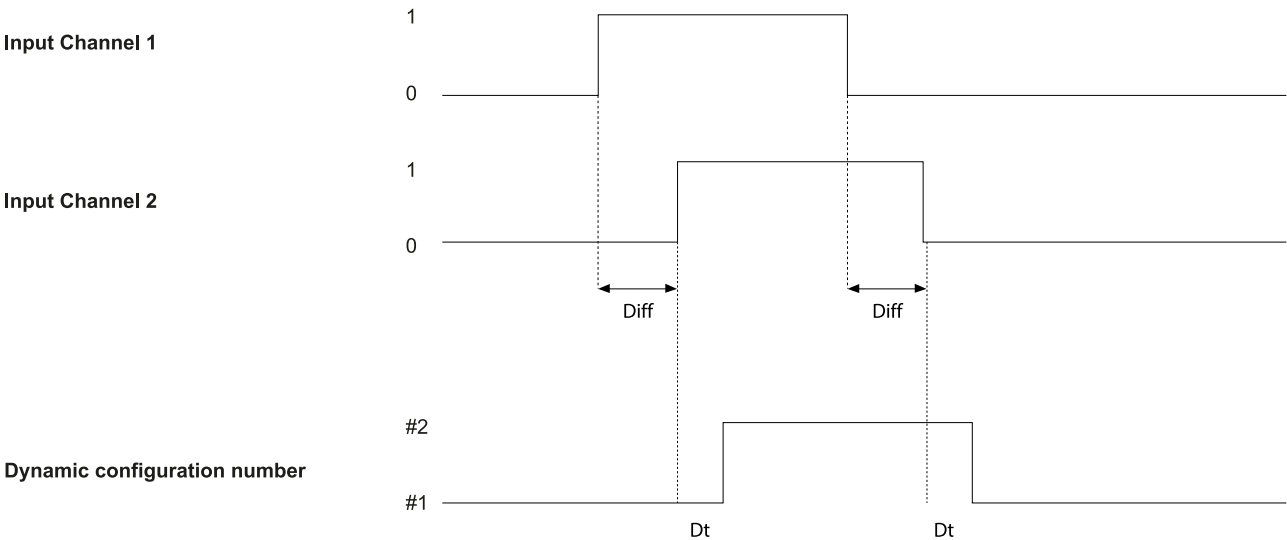 1
Input Channel 1
0
1
Input Channel 2
0
Diff Diff
#2
Dynamic configuration number
#1
Dt Dt